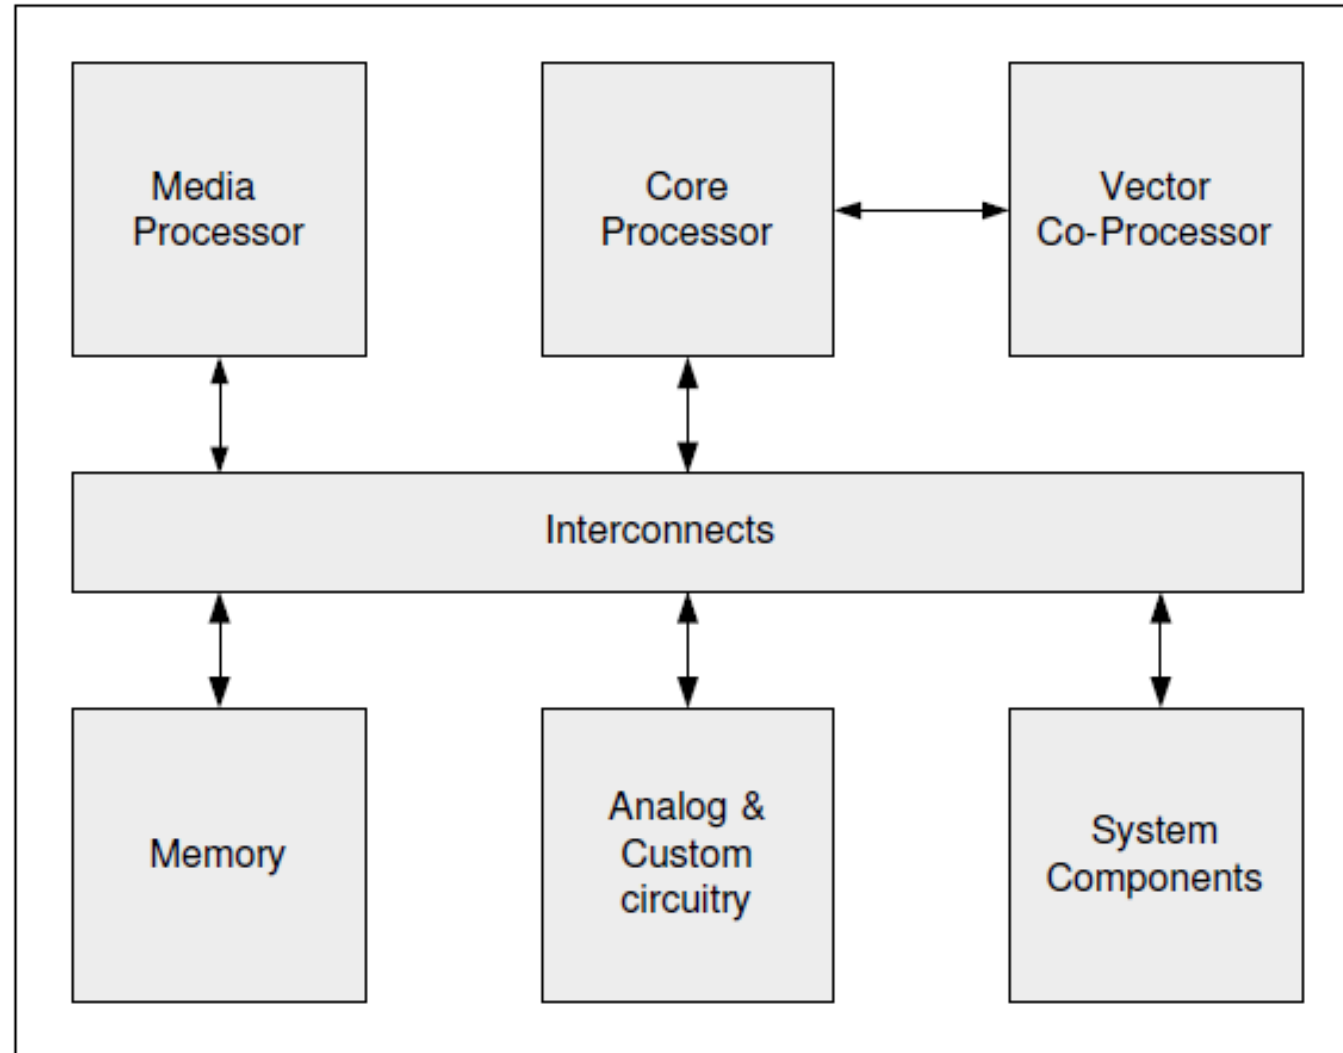 Media
Processor
Core
Processor
Vector
Co-Processor
Interconnects
Memory
Analog &
Custom
circuitry
System
Components